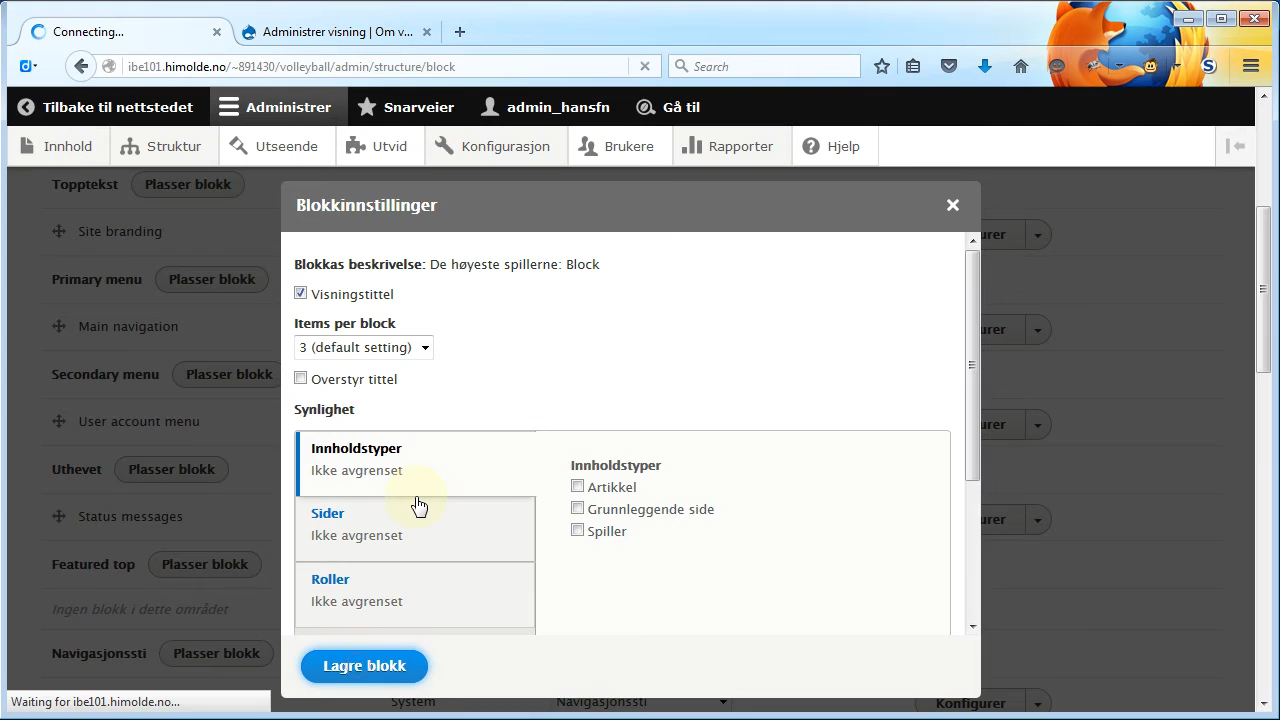 Connecting...
Administrer visning | Om v...
ibe101.himolde.no/~891430/volleyball/admin/structure/block
Search
Tilbake til nettstedet
Administrer
Snarveier
admin_hansfn
Gå til
Innhold
Struktur
Utseende
Utvid
Konfigurasjon
Brukere
Rapporter
Hjelp
Topptekst
Plasser blokk
Site branding
Primary menu
Plasser blokk
Main navigation
Secondary menu
Plasser blokk
User account menu
Uthevet
Plasser blokk
Status messages
Featured top
Plasser blokk
Ingen blokk i dette området
Navigasjonssti
Plasser blokk
System
Navigasjonssti
Konfigurer
urer
urer
urer
urer
Blokkinnstillinger
Blokkas beskrivelse: De høyeste spillerne: Block
Visningstittel
Items per block
3 (default setting)
Overstyr tittel
Synlighet
Innholdstyper
Ikke avgrenset
Sider
Ikke avgrenset
Roller
Ikke avgrenset
Innholdstyper
Artikkel
Grunnleggende side
Spiller
Lagre blokk
Waiting for ibe101.himolde.no...